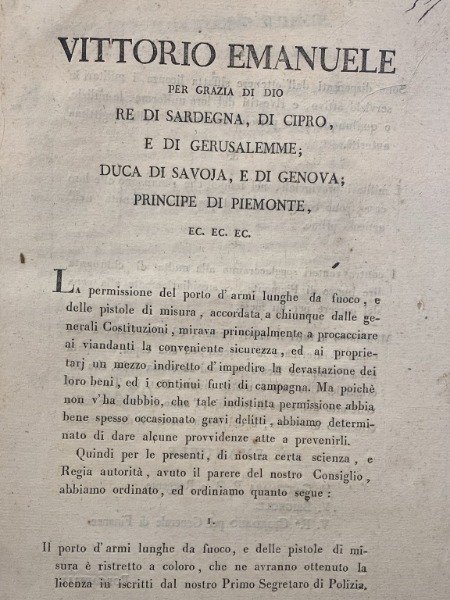 VITTORIO EMANUELE
PER GRAZIA DI DIO
RE DI SARDEGNA, DI CIPRO,
E DI GERUSALEMME;
DUCA DI SAVOJA, E DI GENOVA;
PRINCIPE DI PIEMONTE,
EC. EC. EC.
LA permissione del porto d'armi lunghe da fuoco, e
delle pistole di misura, accordata a chiunque dalle ge-
nerali Costituzioni, mirava principalmente a procacciare
ai viandanti la conveniente sicurezza, ed ai proprie-
tarj un mezzo indiretto d'impedire la devastazione dei
loro beni, ed i continui furti di campagna. Ma poichè
non v'ha dubbio, che tale indistinta permissione abbia
bene spesso occasionato gravi delitti, abbiamo determi-
nato di dare alcune provvidenze atte a prevenirli.
Quindi per le presenti, di nostra certa scienza, e
Regia autorità, avuto il parere del nostro Consiglio,
abbiamo ordinato, ed ordiniamo quanto segue:
I.
Il porto d'armi lunghe da fuoco, e delle pistole di mi-
sura è ristretto a coloro, che ne avranno ottenuto la
licenza in iscritti dal nostro Primo Segretaro di Polizia.